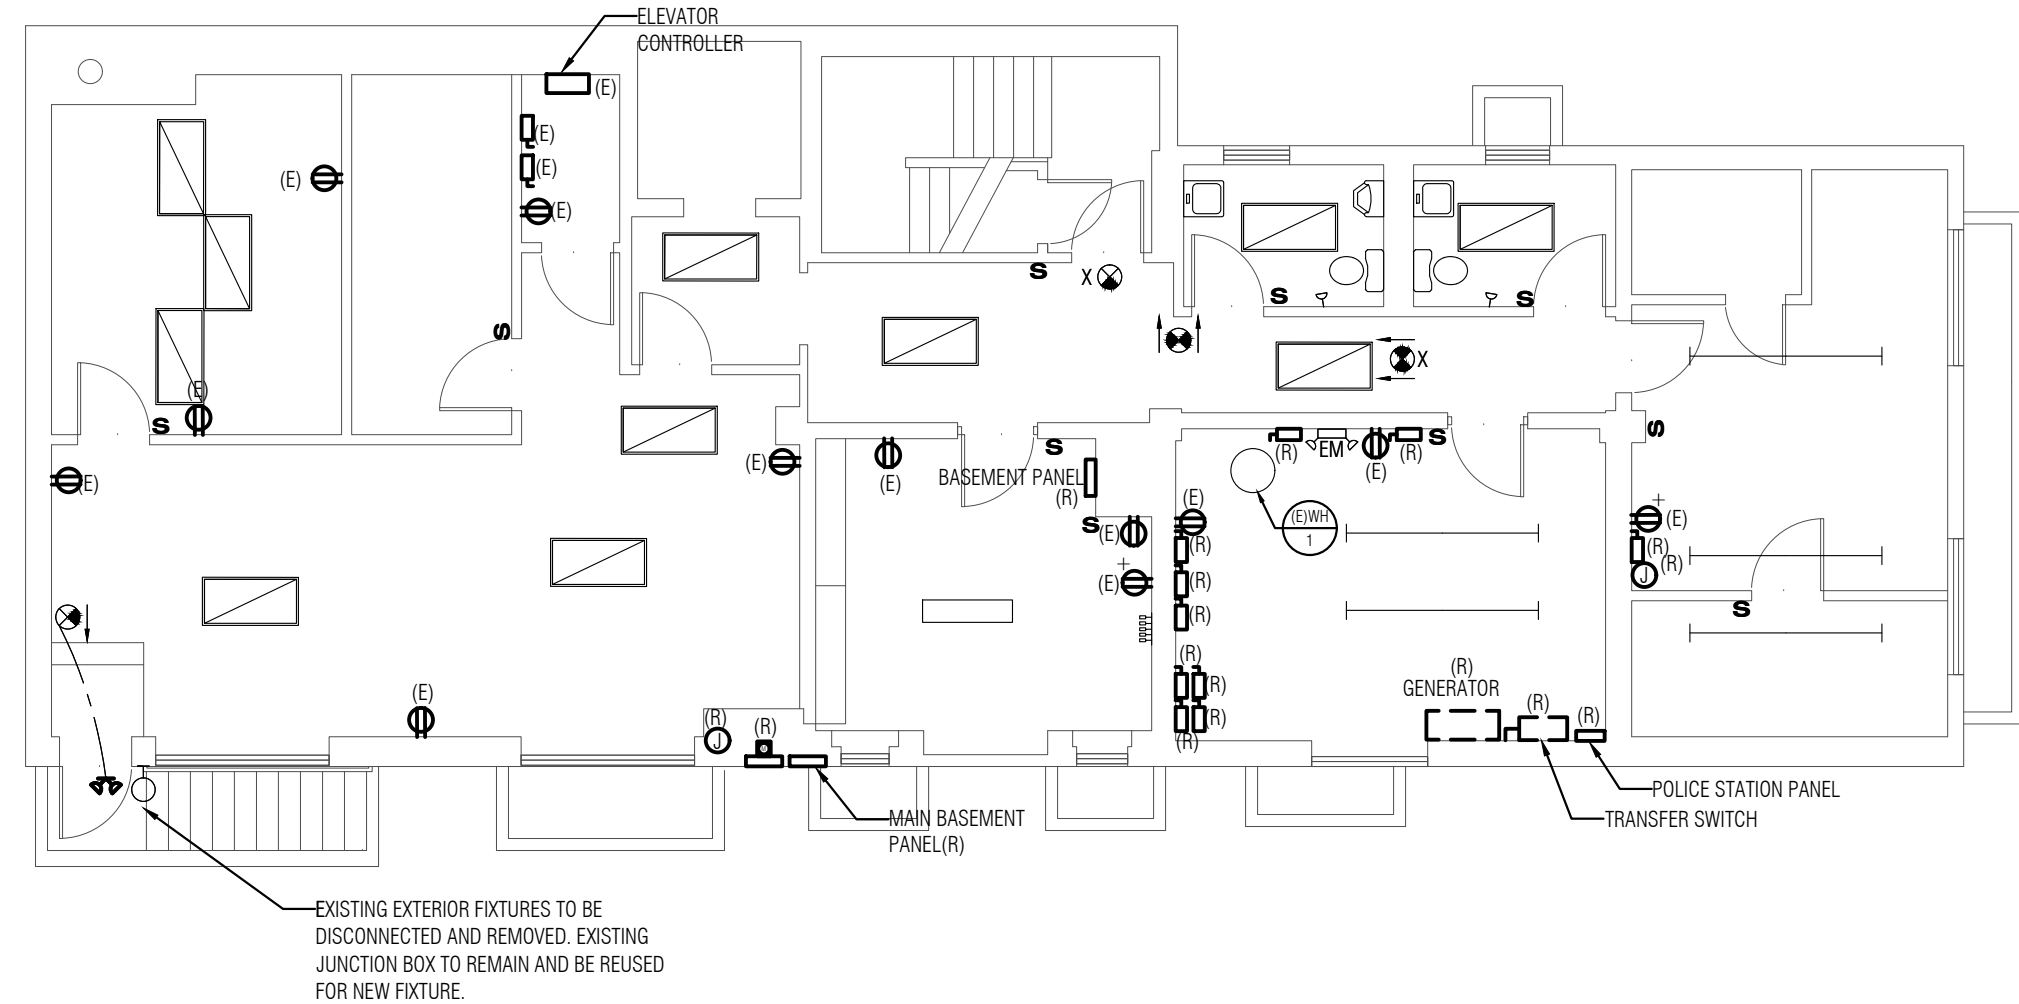 ELEVATOR
CONTROLLER
(E)
(E)
(E)
(E)
(E)
S
X
S
S
X
S
(E)
S
S
(E)
(E)
(E)
BASEMENT PANEL
(R)
S
S
(R)
EM
(E)
(R)
S
(E)
(E)
S
(E)
(R)
(R)
(R)
(E)WH
1
(E)
(R)
(R)
J
S
(R)
(R)
(R)
(R)
(R)
GENERATOR
(R)
(R)
(E)
(R)
J
(R)
POLICE STATION PANEL
TRANSFER SWITCH
MAIN BASEMENT
PANEL(R)
EXISTING EXTERIOR FIXTURES TO BE
DISCONNECTED AND REMOVED. EXISTING
JUNCTION BOX TO REMAIN AND BE REUSED
FOR NEW FIXTURE.